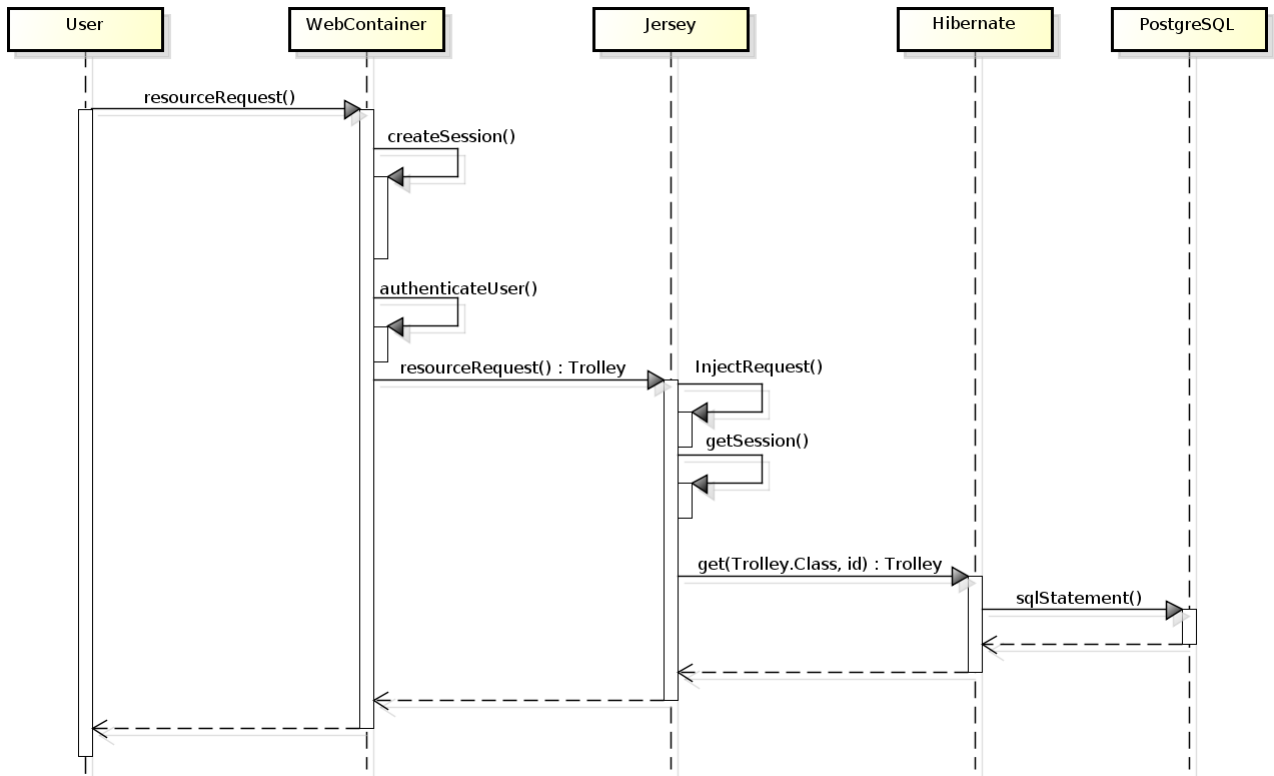 User
WebContainer
Jersey
Hibernate
PostgreSQL
resourceRequest()
createSession()
authenticateUser()
resourceRequest() : Trolley
InjectRequest()
getSession()
get(Trolley.Class, id) : Trolley
sqlStatement()